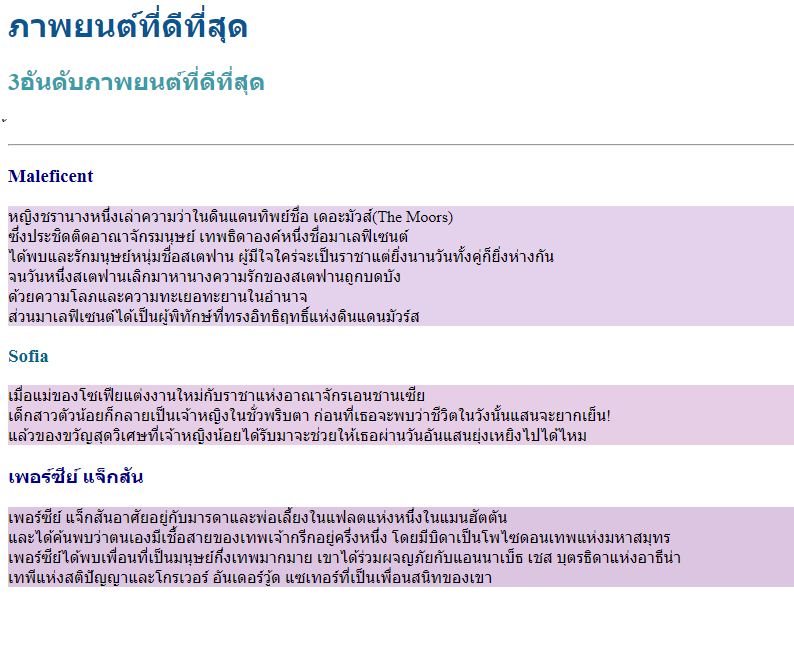 ภาพยนต์ที่ดีที่สุด
3อันดับภาพยนต์ที่ดีที่สุด
Maleficent
หญิงชรานางหนึ่งเล่าความว่าในดินแดนทิพย์ชื่อ เดอะมัวส์(The Moors)
ซึ่งประชิดติดอาณาจักรมนุษย์ เทพธิดาองค์หนึ่งชื่อมาเลฟิเซนต์
ได้พบและรักมนุษย์หนุ่มชื่อสเตฟาน ผู้มีใจใคร่จะเป็นราชาแต่ยิ่งนานวันทั้งคู่ก็ยิ่งห่างกัน
จนวันหนึ่งสเตฟานเลิกมาหานางความรักของสเตฟานถูกบดบัง
ด้วยความโลภและความทะเยอทะยานในอำนาจ
ส่วนมาเลฟิเซนต์ได้เป็นผู้พิทักษ์ที่ทรงอิทธิฤทธิ์แห่งดินแดนมัวร์ส
Sofia
เมื่อแม่ของโซเฟียแต่งงานใหม่กับราชาแห่งอาณาจักรเอนชานเซีย
เด็กสาวตัวน้อยก็กลายเป็นเจ้าหญิงในชั่วพริบตา ก่อนที่เธอจะพบว่าชีวิตในวังนั้นแสนจะยากเย็น!
แล้วของขวัญสุดวิเศษที่เจ้าหญิงน้อยได้รับมาจะช่วยให้เธอผ่านวันอันแสนยุ่งเหยิงไปได้ไหม
เพอร์ซีย์ แจ็กสัน
เพอร์ซีย์ แจ็กสันอาศัยอยู่กับมารดาและพ่อเลี้ยงในแฟลตแห่งหนึ่งในแมนฮัตตัน
และได้ค้นพบว่าตนเองมีเชื้อสายของเทพเจ้ากรีกอยู่ครึ่งหนึ่ง โดยมีบิดาเป็นโพไซดอนเทพแห่งมหาสมุทร
เพอร์ซีย์ได้พบเพื่อนที่เป็นมนุษย์กึ่งเทพมากมาย เขาได้ร่วมผจญภัยกับแอนนาเบ็ธ เชส บุตรธิดาแห่งอาธีน่า
เทพีแห่งสติปัญญาและโกรเวอร์ อันเดอร์วู้ด แซเทอร์ที่เป็นเพื่อนสนิทของเขา